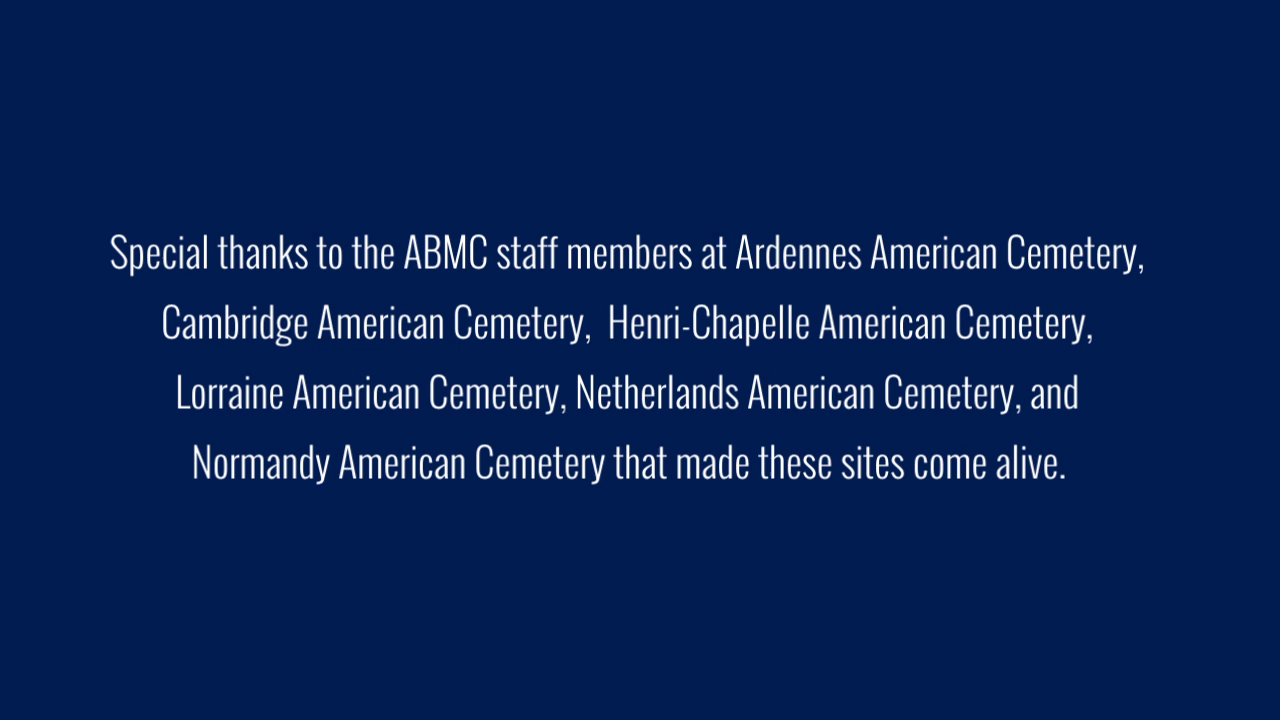 Special thanks to the ABMC staff members at Ardennes American Cemetery,
Cambridge American Cemetery,  Henri-Chapelle American Cemetery,
Lorraine American Cemetery, Netherlands American Cemetery, and
Normandy American Cemetery that made these sites come alive.